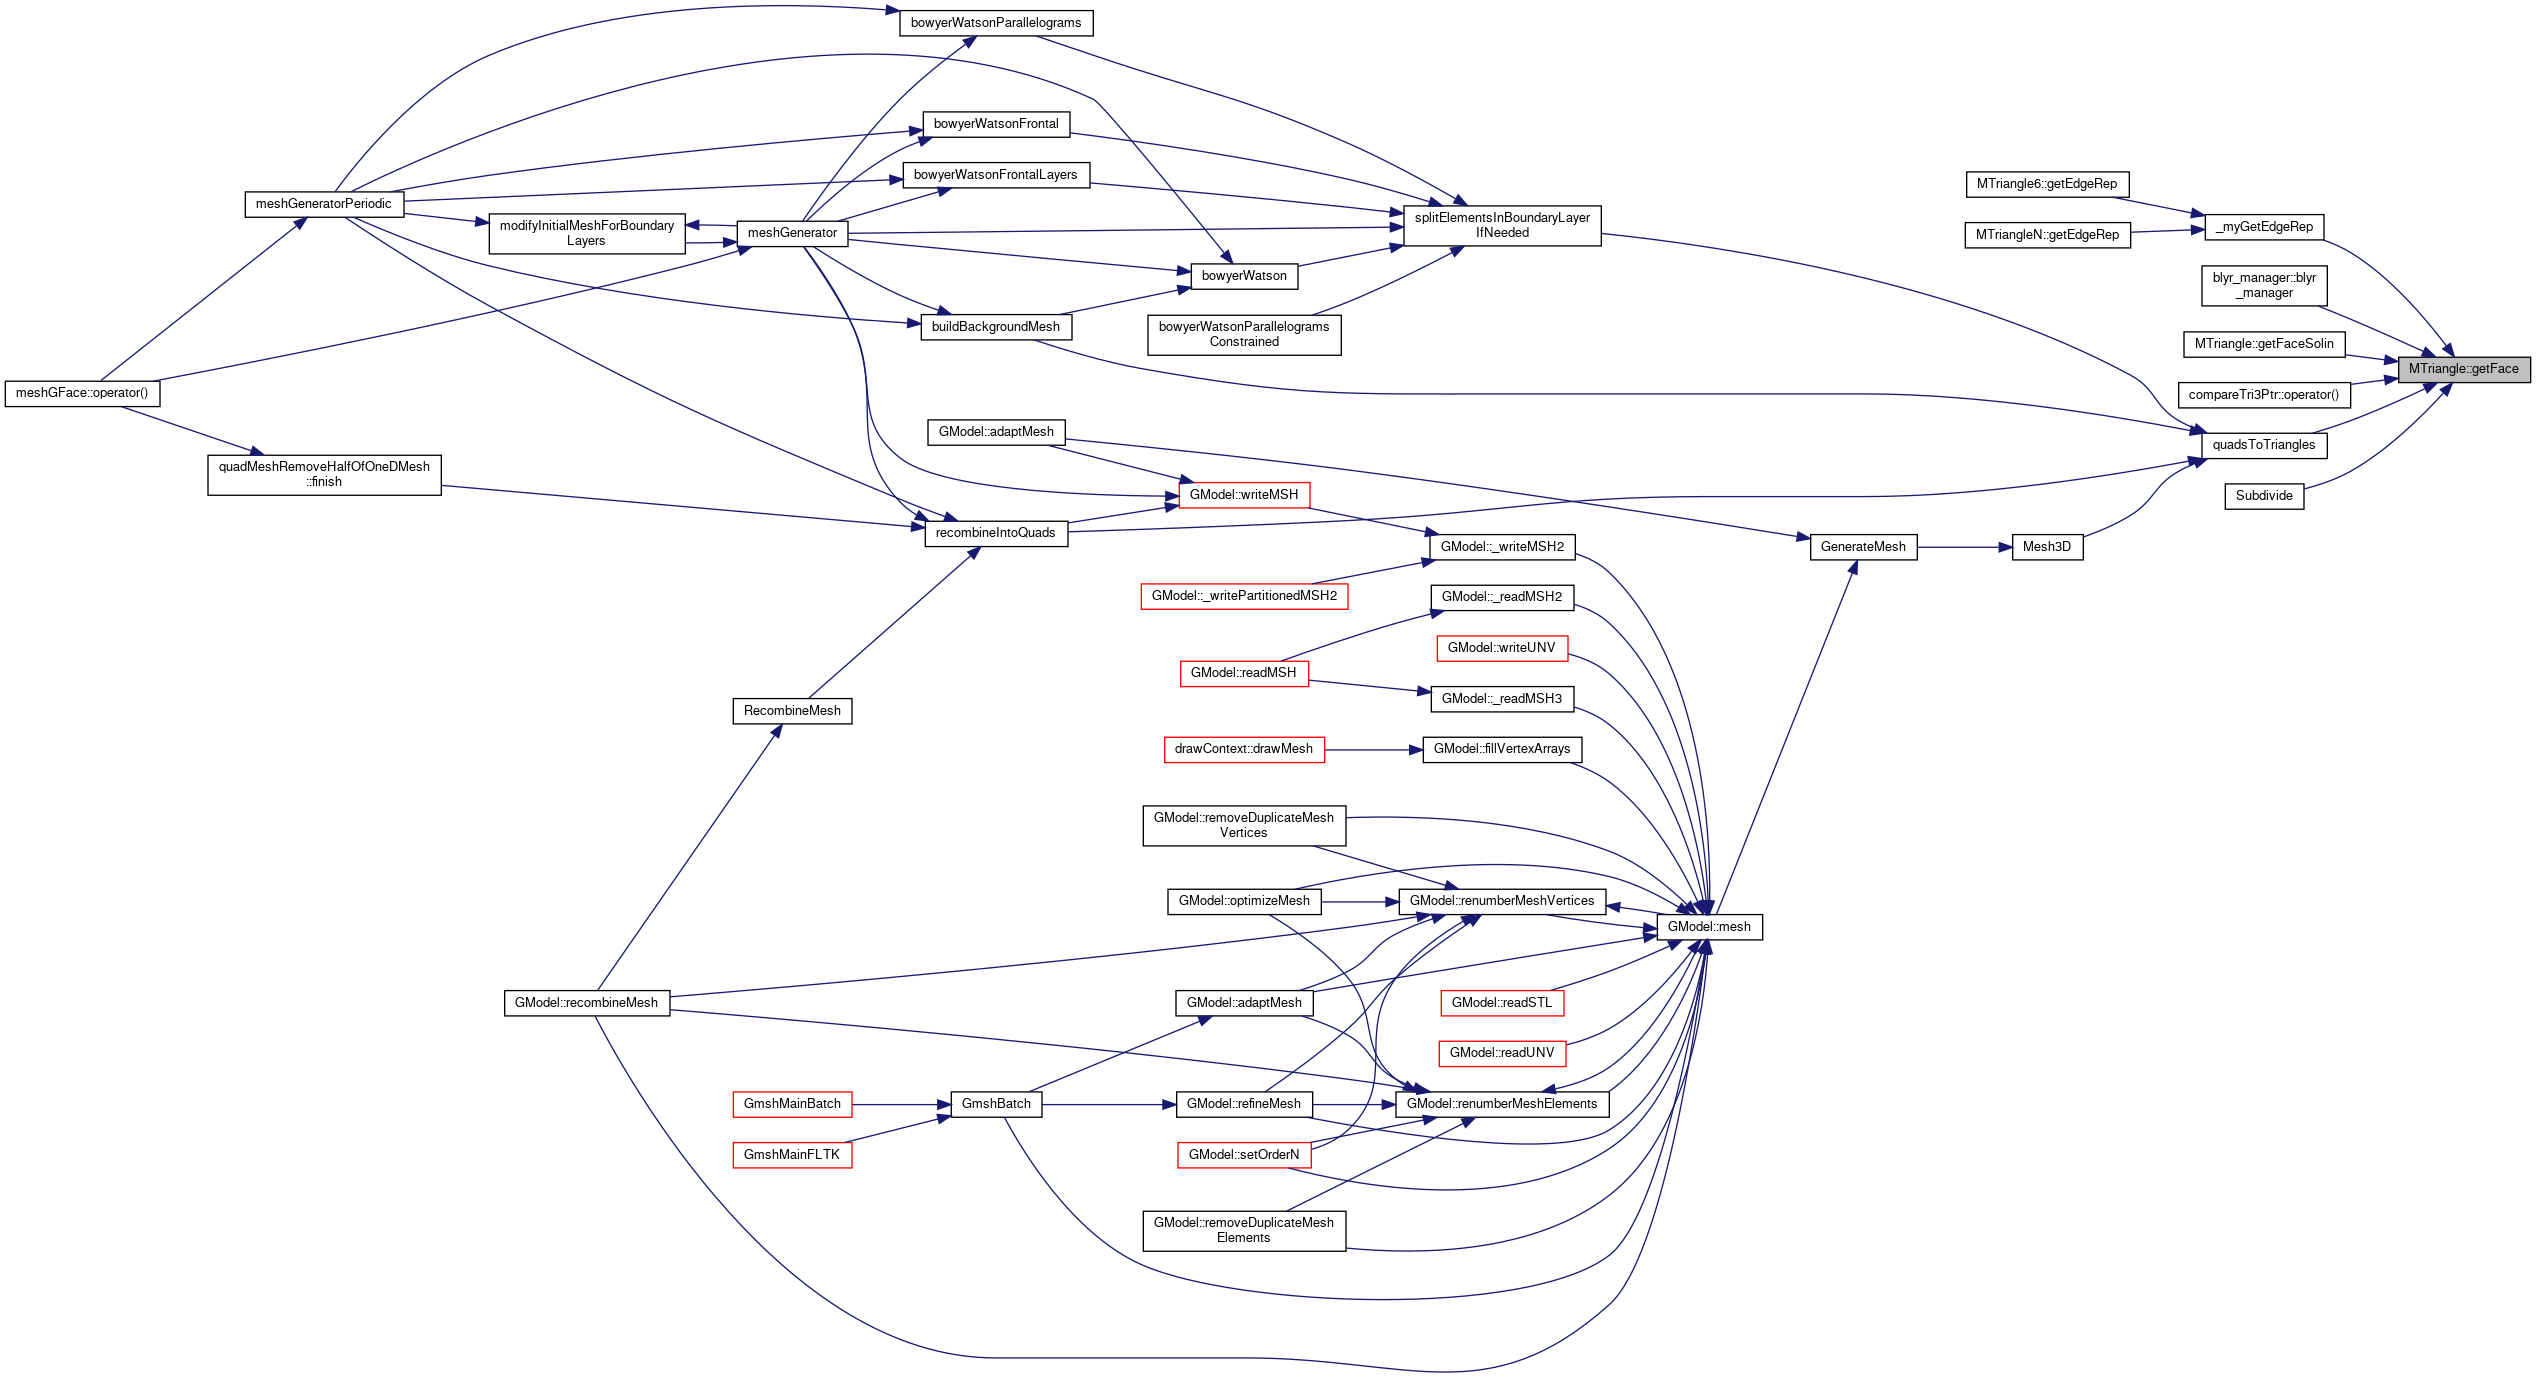 bowyerWatsonParallelograms
bowyerWatsonFrontal
bowyerWatsonFrontalLayers
meshGeneratorPeriodic
modifyInitialMeshForBoundary
Layers
meshGenerator
splitElementsInBoundaryLayer
IfNeeded
MTriangle6::getEdgeRep
MTriangleN::getEdgeRep
_myGetEdgeRep
bowyerWatson
blyr_manager::blyr
_manager
buildBackgroundMesh
bowyerWatsonParallelograms
Constrained
MTriangle::getFaceSolin
MTriangle::getFace
meshGFace::operator()
compareTri3Ptr::operator()
GModel::adaptMesh
quadsToTriangles
quadMeshRemoveHalfOfOneDMesh
::finish
GModel::writeMSH
Subdivide
recombineIntoQuads
GModel::_writeMSH2
GenerateMesh
Mesh3D
GModel::_writePartitionedMSH2
GModel::_readMSH2
GModel::writeUNV
GModel::readMSH
GModel::_readMSH3
RecombineMesh
drawContext::drawMesh
GModel::fillVertexArrays
GModel::removeDuplicateMesh
Vertices
GModel::optimizeMesh
GModel::renumberMeshVertices
GModel::mesh
GModel::recombineMesh
GModel::adaptMesh
GModel::readSTL
GModel::readUNV
GmshMainBatch
GmshBatch
GModel::refineMesh
GModel::renumberMeshElements
GmshMainFLTK
GModel::setOrderN
GModel::removeDuplicateMesh
Elements